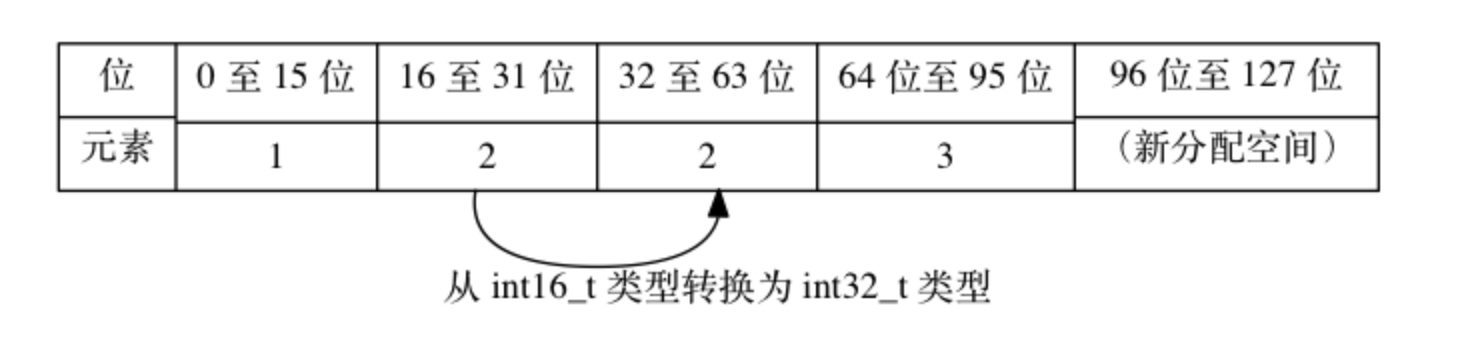 位 0 至 15 位 16 至 31 位 32 至 63 位 64 位至 95 位 96 位至 127 位
元素 1 2 2 3 （新分配空间）
从 int16_t 类型转换为 int32_t 类型